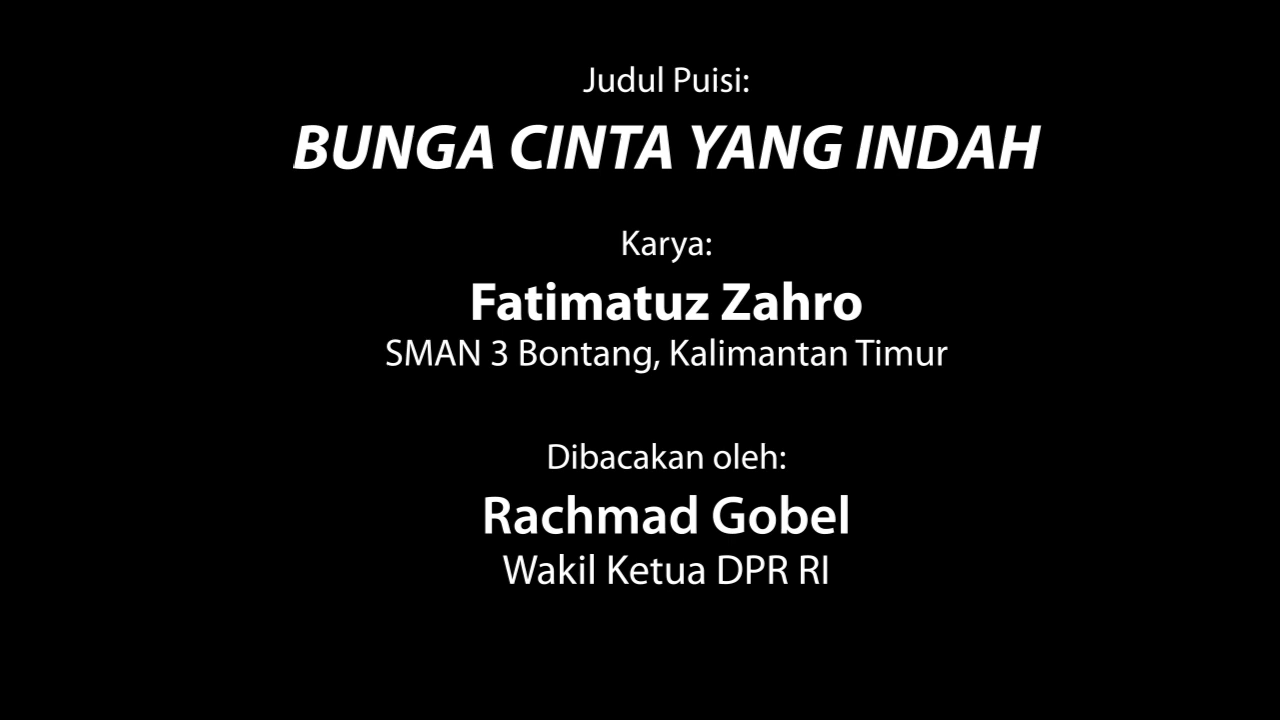 Judul Puisi:
BUNGA CINTA YANG INDAH
Karya:
Fatimatuz Zahro
SMAN 3 Bontang, Kalimantan Timur
Dibacakan oleh:
Rachmad Gobel
Wakil Ketua DPR RI